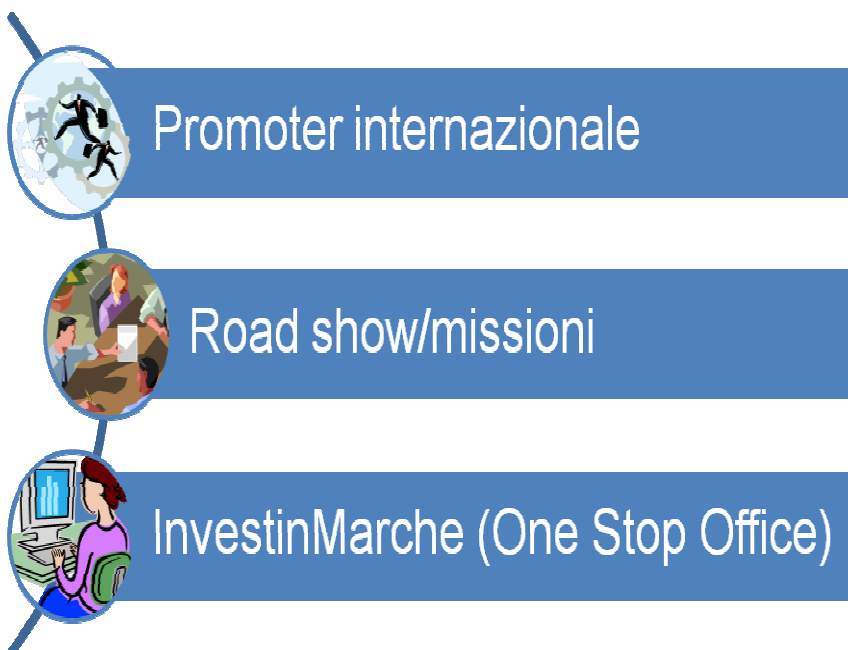 Promoter internazionale
Road show/missioni
InvestinMarche (One Stop Office)